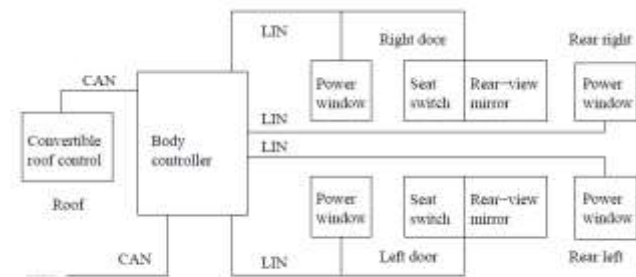 LIN
Right door
Rear right
CAN
Power
window
Seat
switch
Rear-view
mirror
Power
window
LIN
Convertible
roof control
Body
controller
LIN
Roof
Power
window
Seat
switch
Rear-view
mirror
Power
window
CAN
LIN
Left door
Rear left